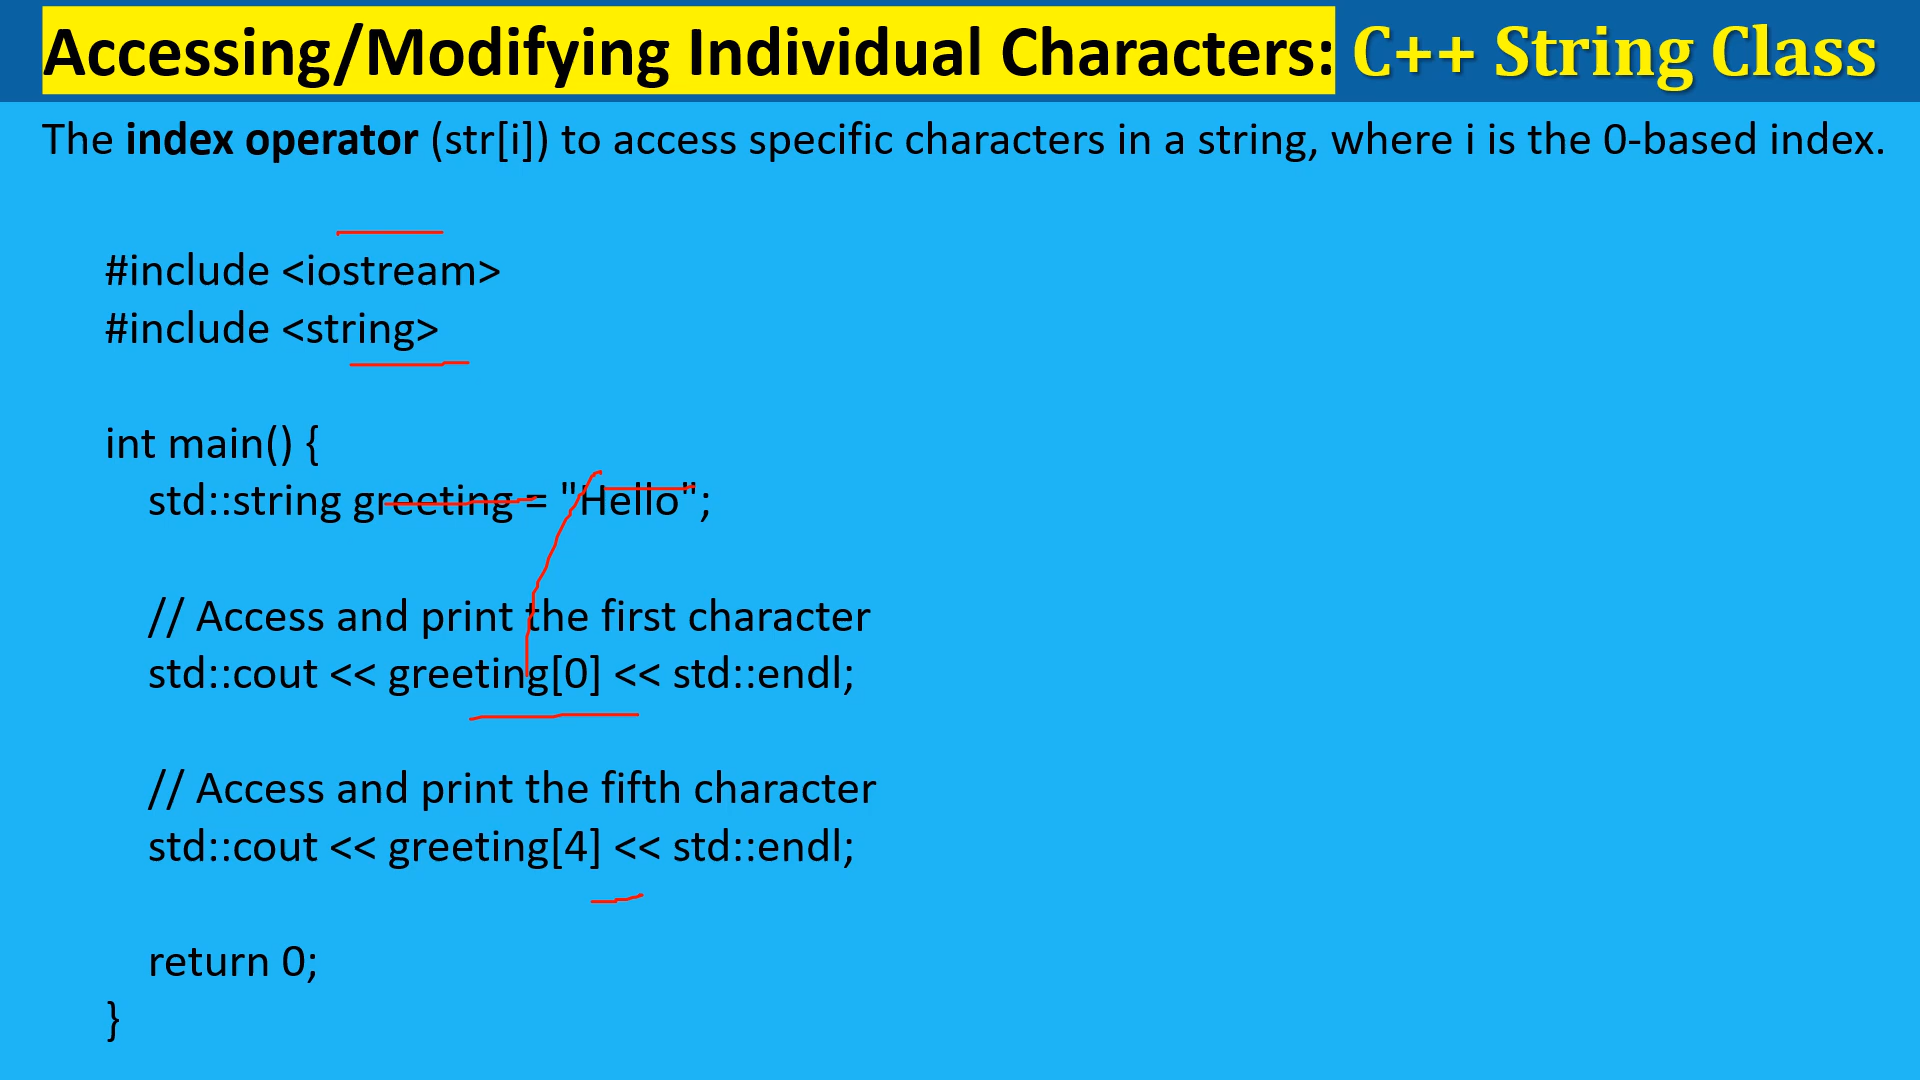 Accessing/Modifying Individual Characters: C++ String Class
The index operator (str[i]) to access specific characters in a string, where i is the 0-based index.
#include <iostream>
#include <string>
int main() {
std::string greeting = "Hello";
// Access and print the first character
std::cout << greeting[0] << std::endl;
// Access and print the fifth character
std::cout << greeting[4] << std::endl;
return 0;
}